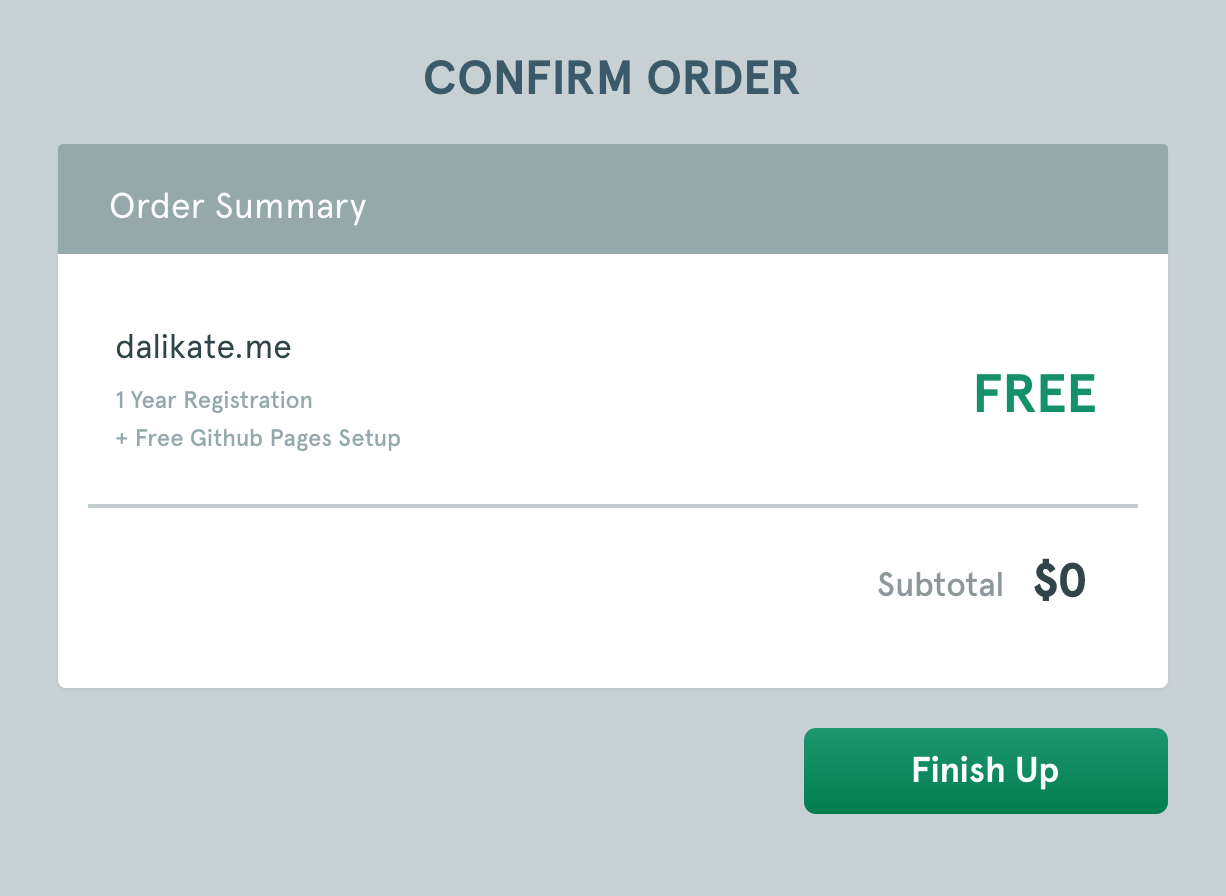 CONFIRM ORDER
Order Summary
dalikate.me
1 Year Registration
+ Free Github Pages Setup
FREE
Subtotal $0
Finish Up